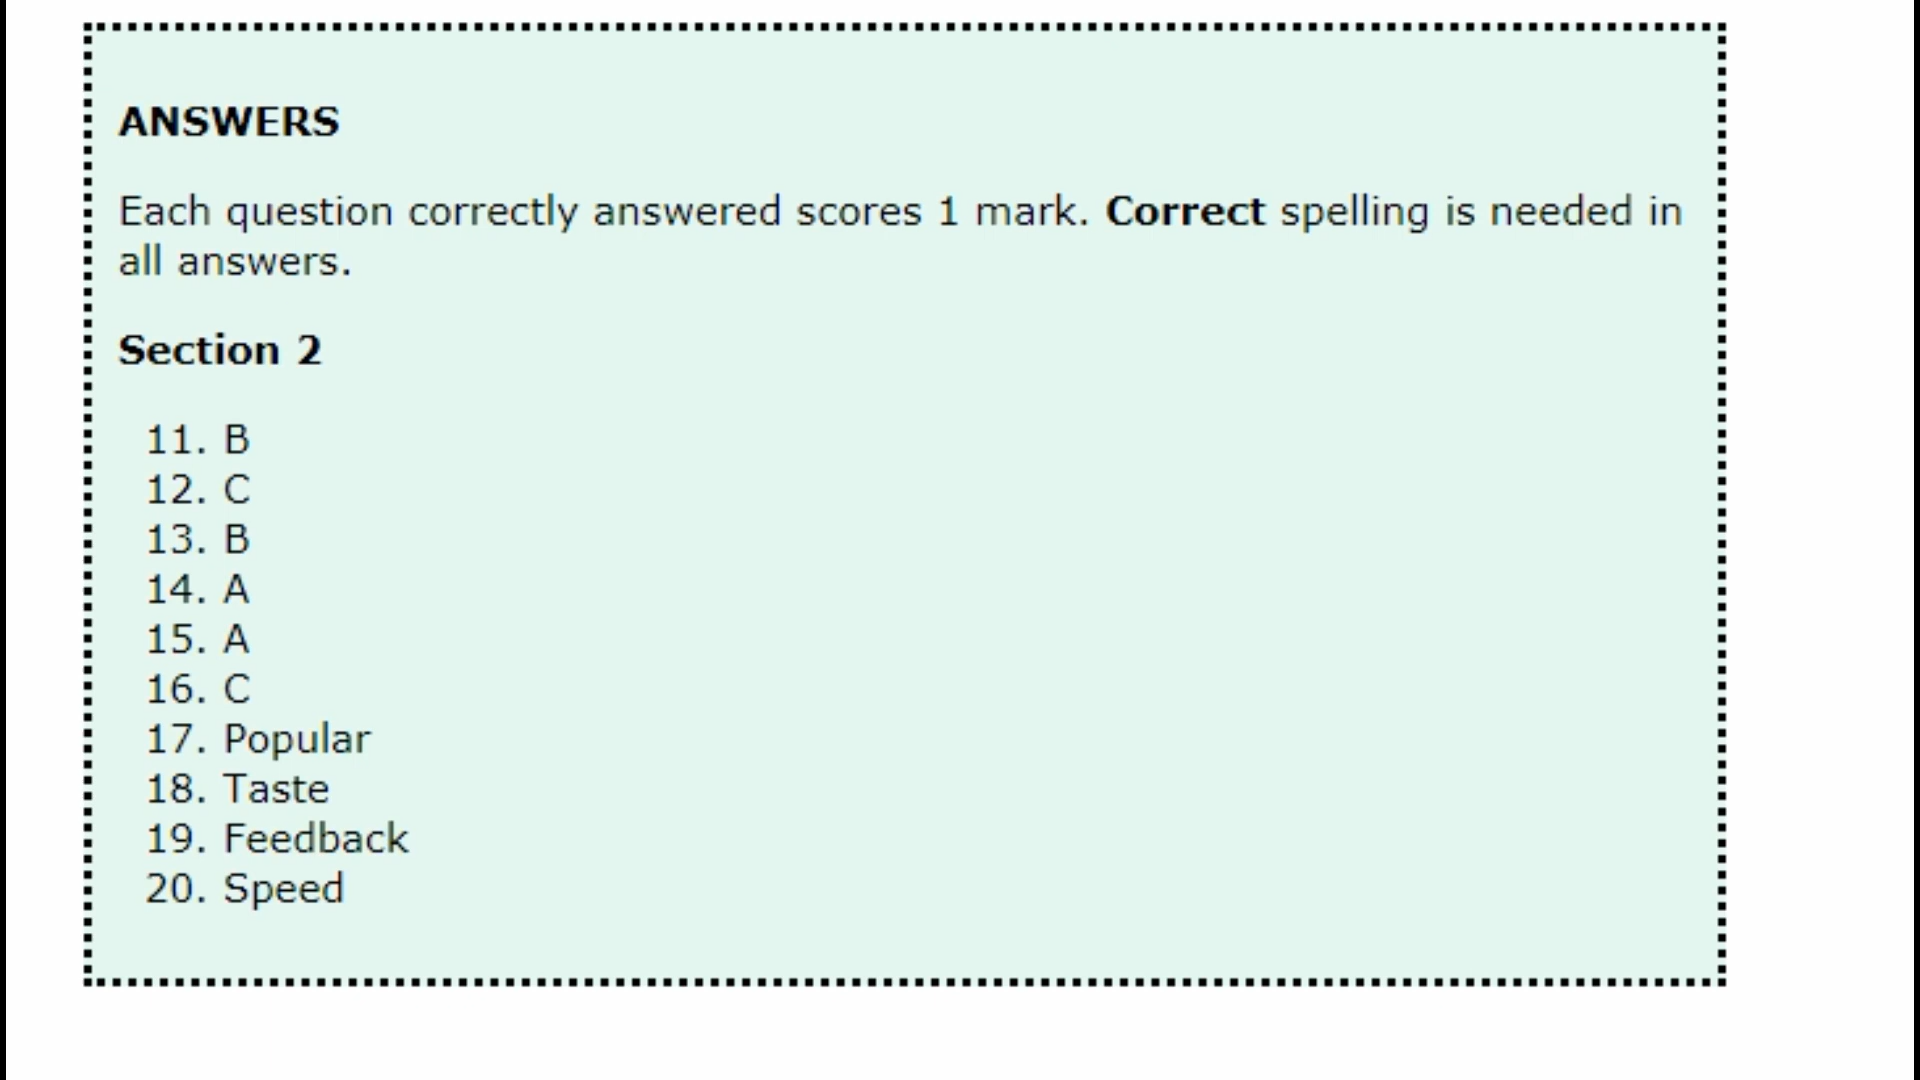 ANSWERS
Each question correctly answered scores 1 mark. Correct spelling is needed in
all answers.
Section 2
11. B
12. C
13. B
14. A
15. A
16. C
17. Popular
18. Taste
19. Feedback
20. Speed